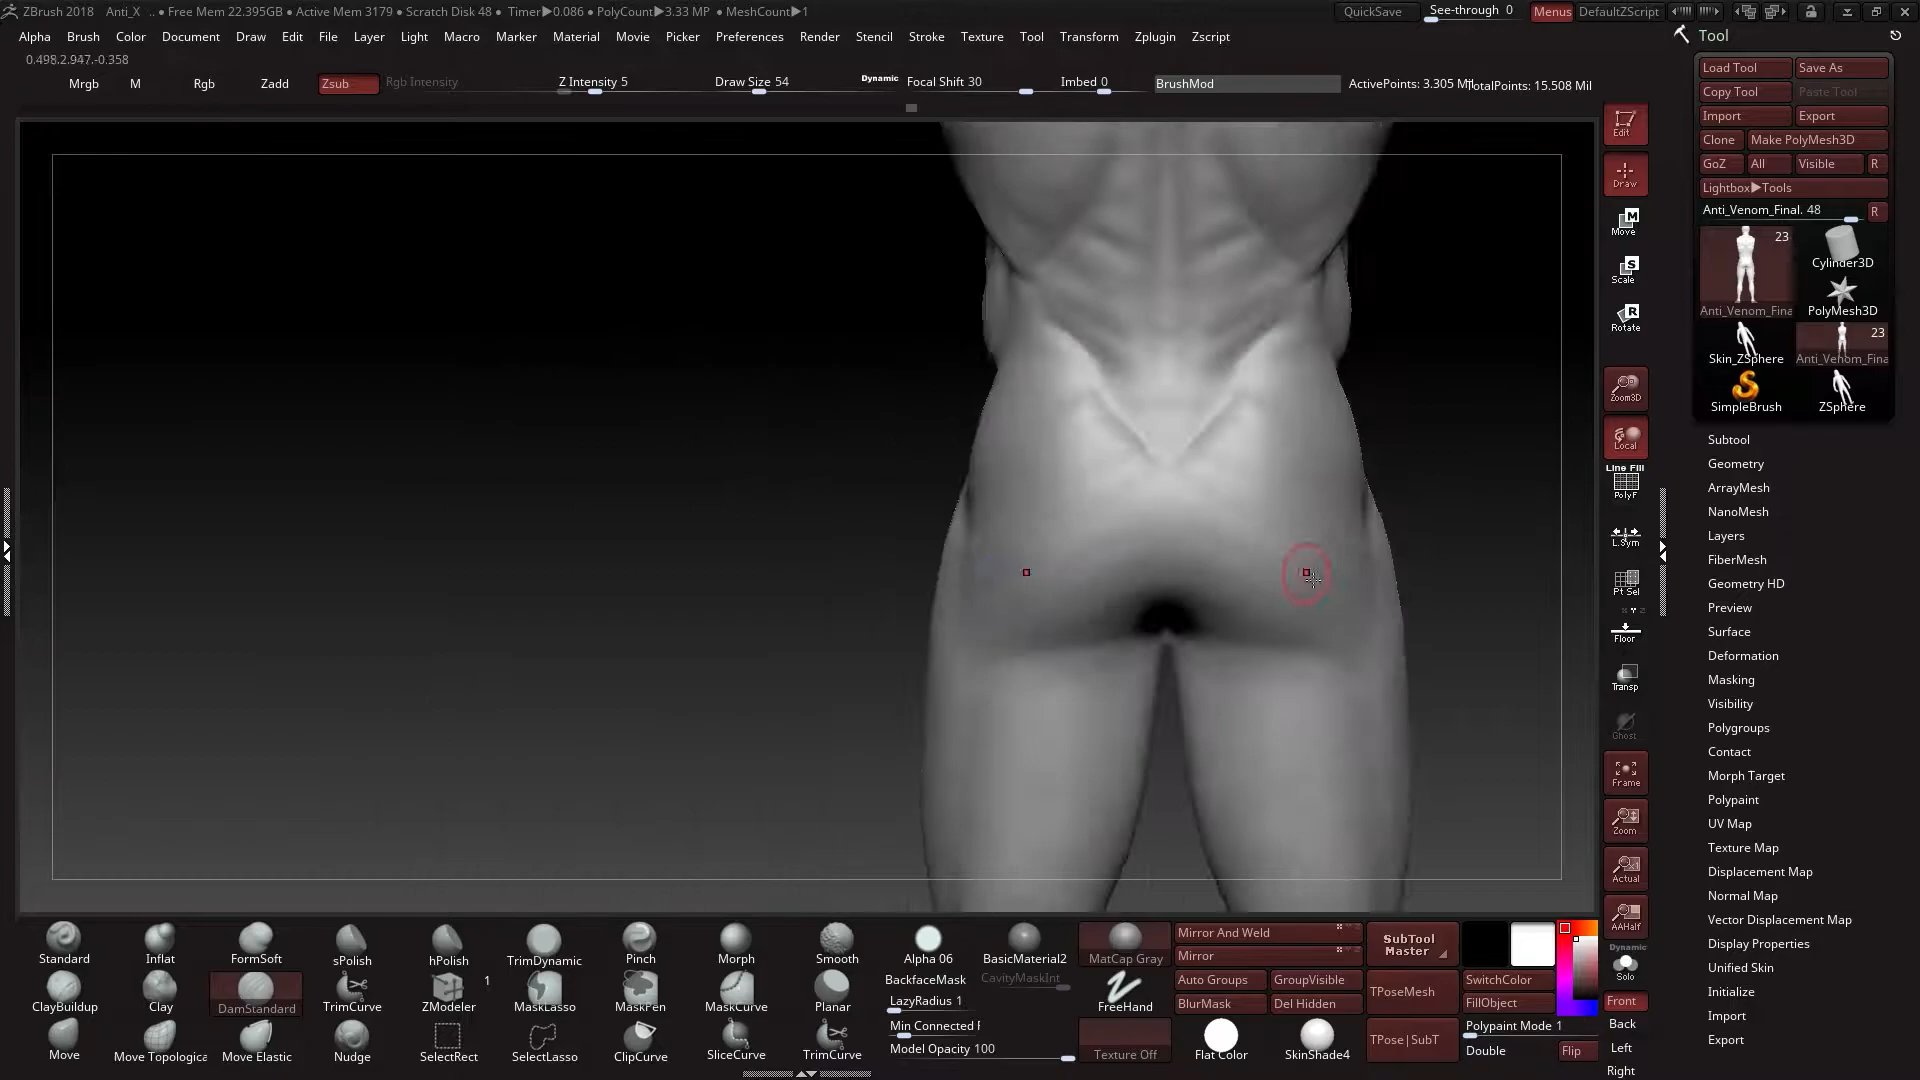 ZBrush 2018 Anti_X .. ● Free Mem 22.395GB ● Active Mem 3179 ● Scratch Disk 48 ● Timer▶0.086 ● PolyCount▶3.33 MP ● MeshCount▶1 QuickSave See-through 0 Menus DefaultZScript
Alpha Brush Color Document Draw Edit File Layer Light Macro Marker Material Movie Picker Preferences Render Stencil Stroke Texture Tool Transform Zplugin Zscript
Tool
0.498,2.947,-0.358
Mrgb M Rgb Zadd Zsub Rgb Intensity Z Intensity 5 Draw Size 54 Dynamic Focal Shift 30 Imbed 0 BrushMod ActivePoints: 3.305 Mil TotalPoints: 15.508 Mil
Load Tool Save As
Copy Tool Paste Tool
Import Export
Clone Make PolyMesh3D
GoZ All Visible R
Lightbox▶Tools
Anti_Venom_Final. 48 R
23
Cylinder3D
Anti_Venom_Fina PolyMesh3D
23
Skin_ZSphere Anti_Venom_Fina
SimpleBrush ZSphere
Subtool
Geometry
ArrayMesh
NanoMesh
Layers
FiberMesh
Geometry HD
Preview
Surface
Deformation
Masking
Visibility
Polygroups
Contact
Morph Target
Polypaint
UV Map
Texture Map
Displacement Map
Normal Map
Vector Displacement Map
Display Properties
Unified Skin
Initialize
Import
Export
Edit
Draw
M
Move
S
Scale
R
Rotate
Zoom3D
Local
Line Fill
PolyF
L.Sym
Pt Sel
Floor
Transp
Ghost
Frame
Zoom
Actual
AAHalf
Dynamic
Solo
Front
Back
Left
Right
Standard Inflat FormSoft sPolish hPolish TrimDynamic Pinch Morph Smooth Alpha 06 BasicMaterial2 MatCap Gray
ClayBuildup Clay DamStandard TrimCurve ZModeler 1 MaskLasso MaskPen MaskCurve Planar
Move Move Topologica Move Elastic Nudge SelectRect SelectLasso ClipCurve SliceCurve TrimCurve
BackfaceMask CavityMaskInt
LazyRadius 1 FreeHand
Min Connected F
Model Opacity 100 Texture Off
Mirror And Weld
Mirror
Auto Groups GroupVisible
BlurMask Del Hidden
Flat Color SkinShade4
SubTool
Master
TPoseMesh
TPose|SubT
SwitchColor
FillObject
Polypaint Mode 1
Double Flip